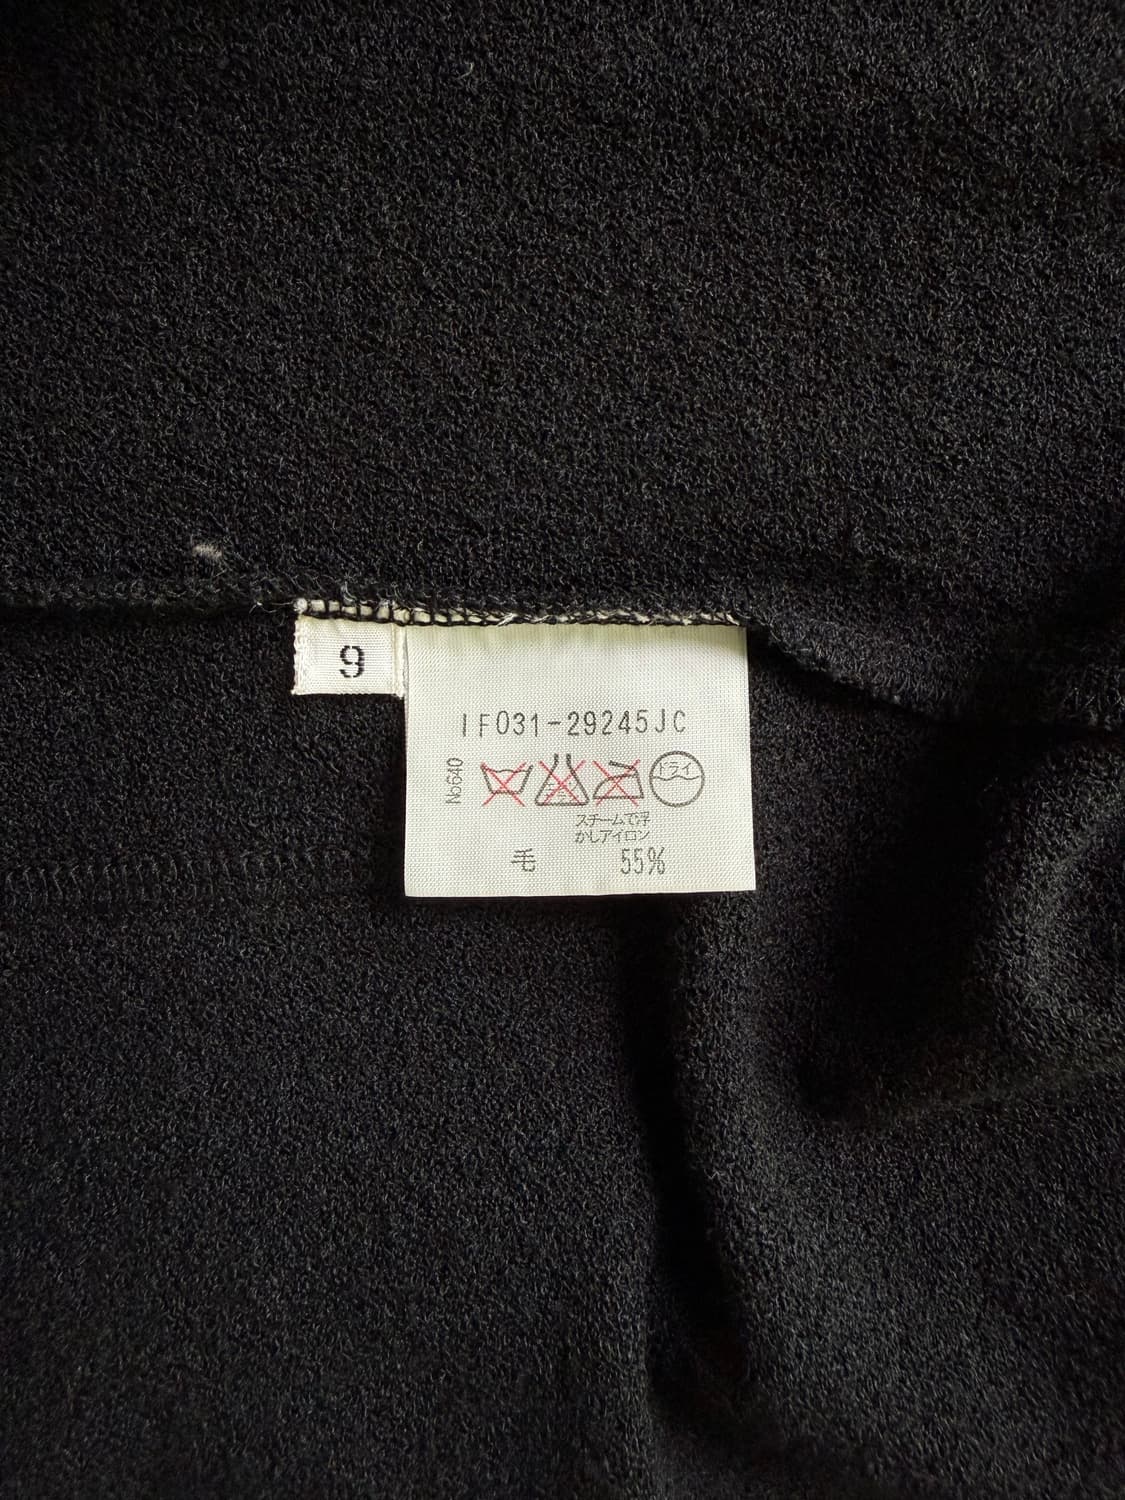 9
IF031-29245JC
No640
ドライ
スチームで浮
かしアイロン
毛 55%